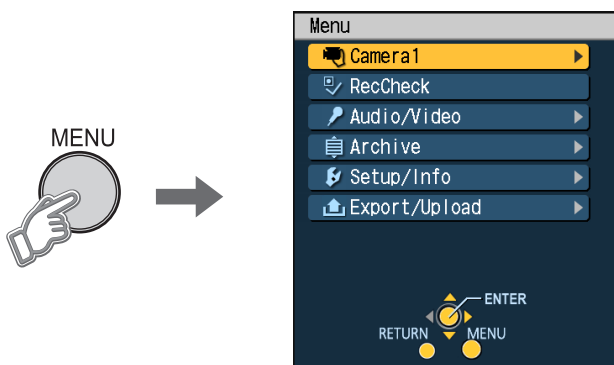 MENU
Menu
Camera1
RecCheck
Audio/Video
Archive
Setup/Info
Export/Upload
ENTER
RETURN
MENU